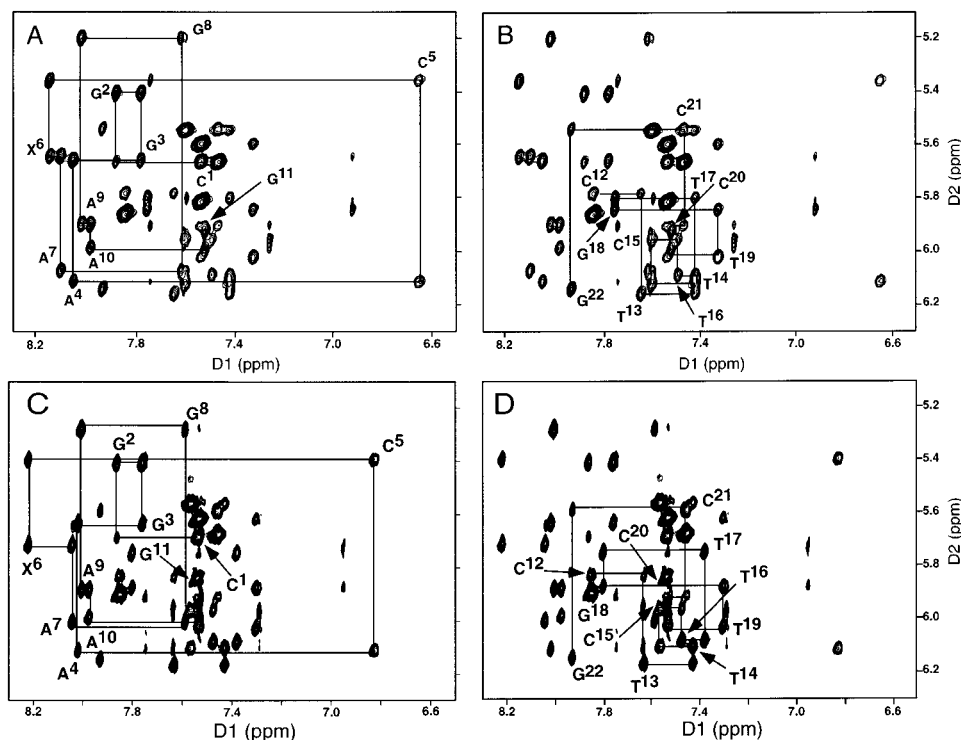 A
G8
C5
G2
X6
G3
C1
G11
A9
A7
A10
A4
8.2 7.8 7.4 7.0 6.6
D1 (ppm)
B
C21
C12
T17
C20
G18
C15
T19
G22
T14
T13
T16
5.2
5.4
5.6
5.8
6.0
6.2
D2 (ppm)
8.2 7.8 7.4 7.0 6.6
D1 (ppm)
C
G8
G2
C5
G3
X6
A9
G11
C1
A7
A10
A4
8.2 7.8 7.4 7.0 6.6
D1 (ppm)
D
C21
C20
T17
C12
T16
G18
C15
T19
G22
T13
T14
5.2
5.4
5.6
5.8
6.0
6.2
D2 (ppm)
8.2 7.8 7.4 7.0 6.6
D1 (ppm)